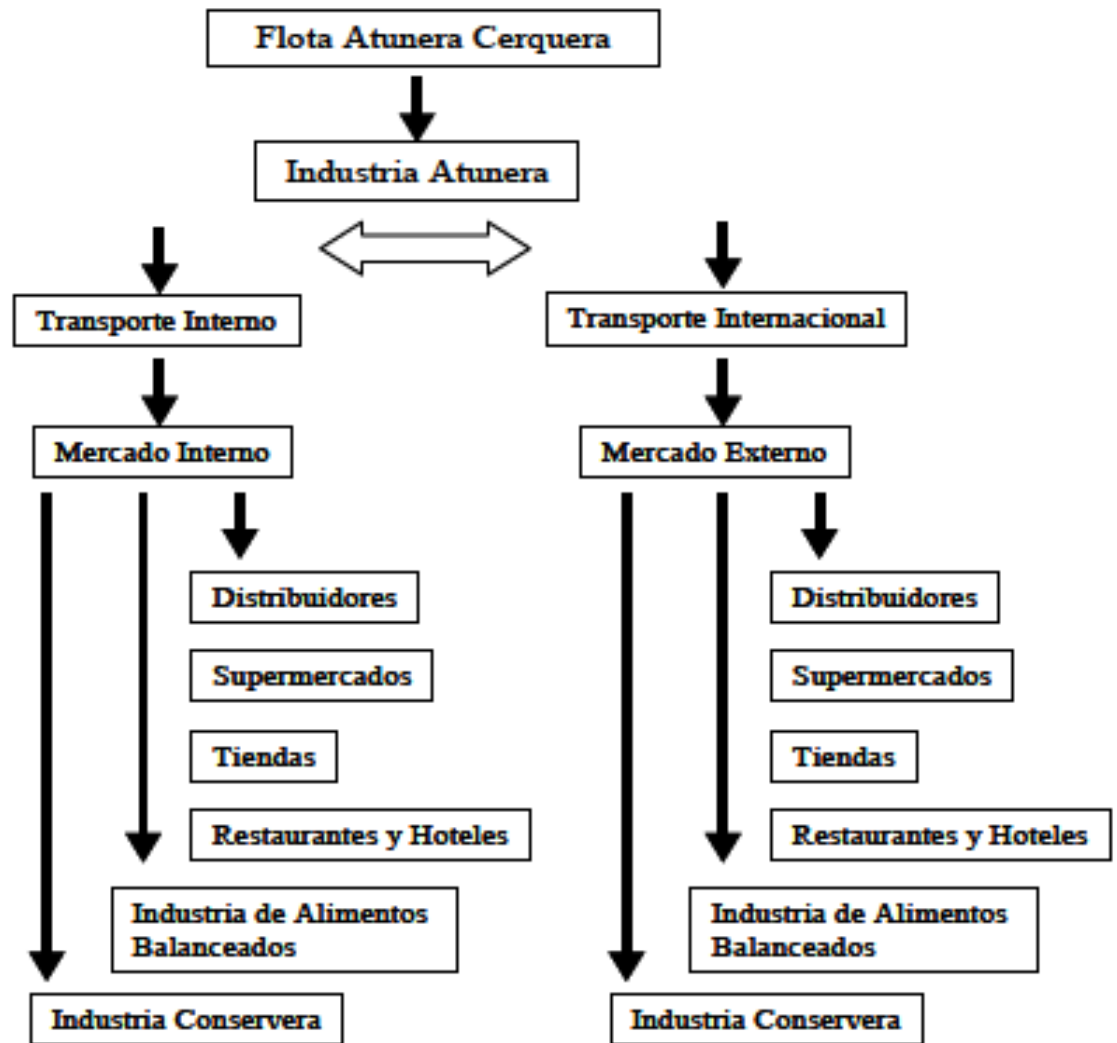 Flota Atunera Cerquera
Industria Atunera
Transporte Interno
Transporte Internacional
Mercado Interno
Mercado Externo
Distribuidores
Supermercados
Tiendas
Restaurantes y Hoteles
Industria de Alimentos
Balanceados
Industria Conservera
Distribuidores
Supermercados
Tiendas
Restaurantes y Hoteles
Industria de Alimentos
Balanceados
Industria Conservera